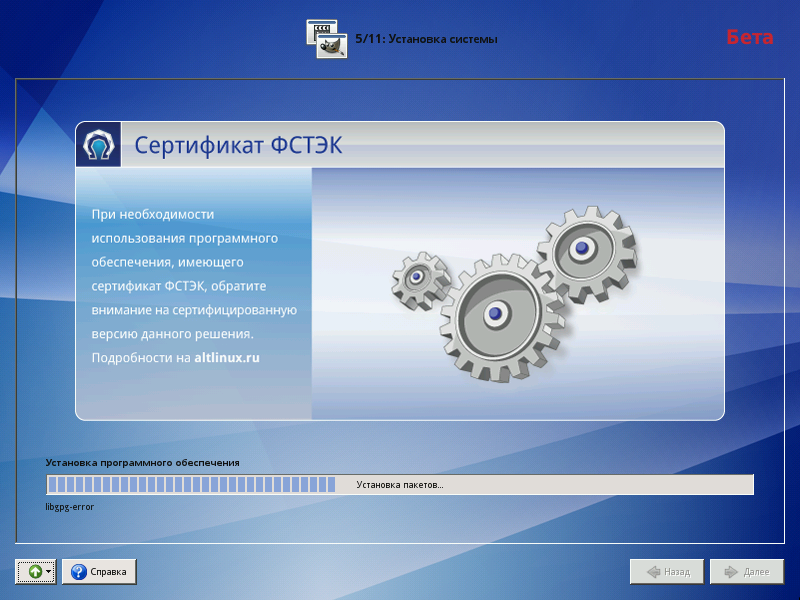 5/11: Установка системы
Бета
Сертификат ФСТЭК
При необходимости
использования программного
обеспечения, имеющего
сертификат ФСТЭК, обратите
внимание на сертифицированную
версию данного решения.
Подробности на altlinux.ru
Установка программного обеспечения
Установка пакетов...
libgpg-error
Справка
Назад
Далее